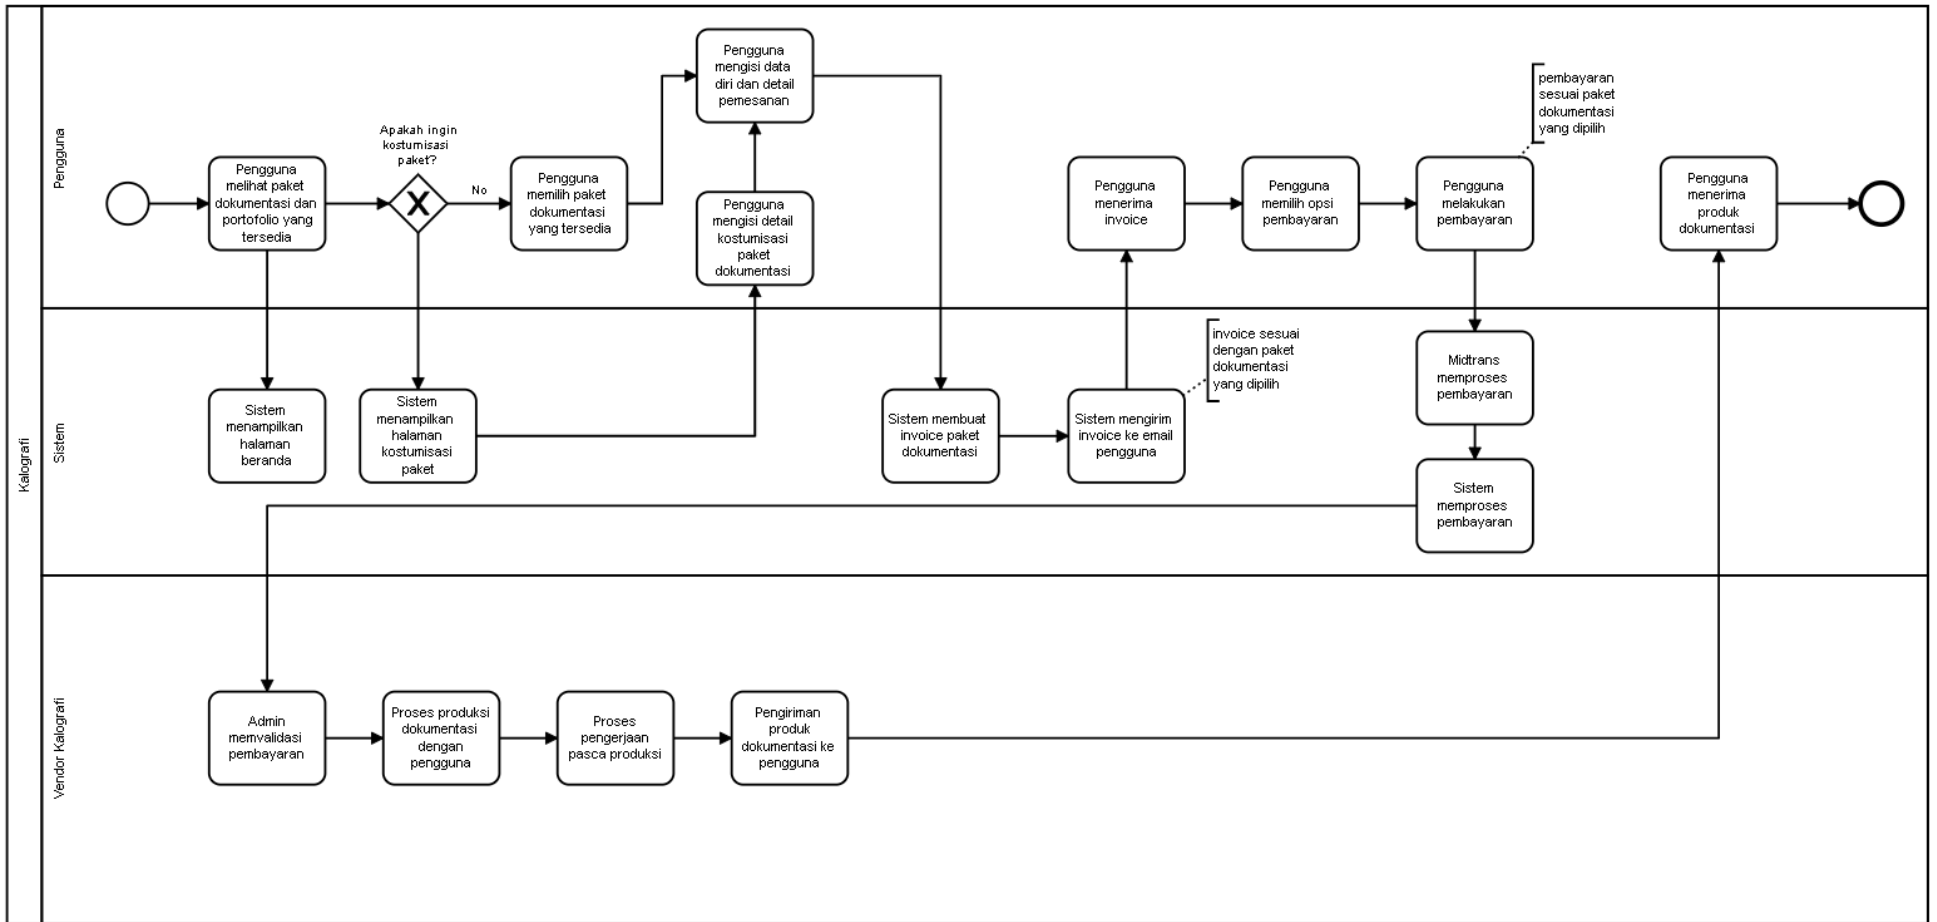 Kalografi
Pengguna
Pengguna
melihat paket
dokumentasi dan
portofolio yang
tersedia
Apakah ingin
kostumisasi
paket?
No
Pengguna
memilih paket
dokumentasi
yang tersedia
Pengguna
mengisi data
diri dan detail
pemesanan
Pengguna
mengisi detail
kostumisasi
paket
dokumentasi
Pengguna
menerima
invoice
Pengguna
memilih opsi
pembayaran
Pengguna
melakukan
pembayaran
pembayaran
sesuai paket
dokumentasi
yang dipilih
Pengguna
menerima
produk
dokumentasi
Sistem
Sistem
menampilkan
halaman
beranda
Sistem
menampilkan
halaman
kostumisasi
paket
Sistem membuat
invoice paket
dokumentasi
Sistem mengirim
invoice ke email
pengguna
invoice sesuai
dengan paket
dokumentasi
yang dipilih
Midtrans
memproses
pembayaran
Sistem
memproses
pembayaran
Vendor Kalografi
Admin
memvalidasi
pembayaran
Proses produksi
dokumentasi
dengan
pengguna
Proses
pengerjaan
pasca produksi
Pengiriman
produk
dokumentasi ke
pengguna